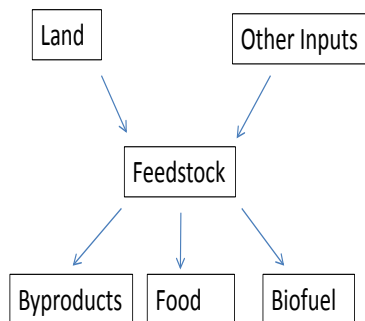 Land
Other Inputs
Feedstock
Byproducts
Food
Biofuel